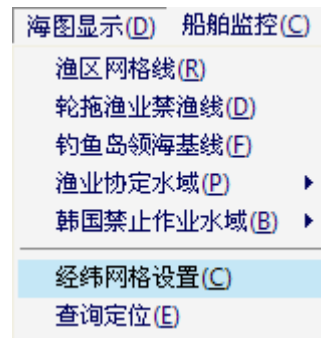 海图显示(D) 船舶监控(C)
渔区网格线(R)
轮拖渔业禁渔线(D)
钓鱼岛领海基线(F)
渔业协定水域(P)
韩国禁止作业水域(B)
经纬网格设置(C)
查询定位(E)